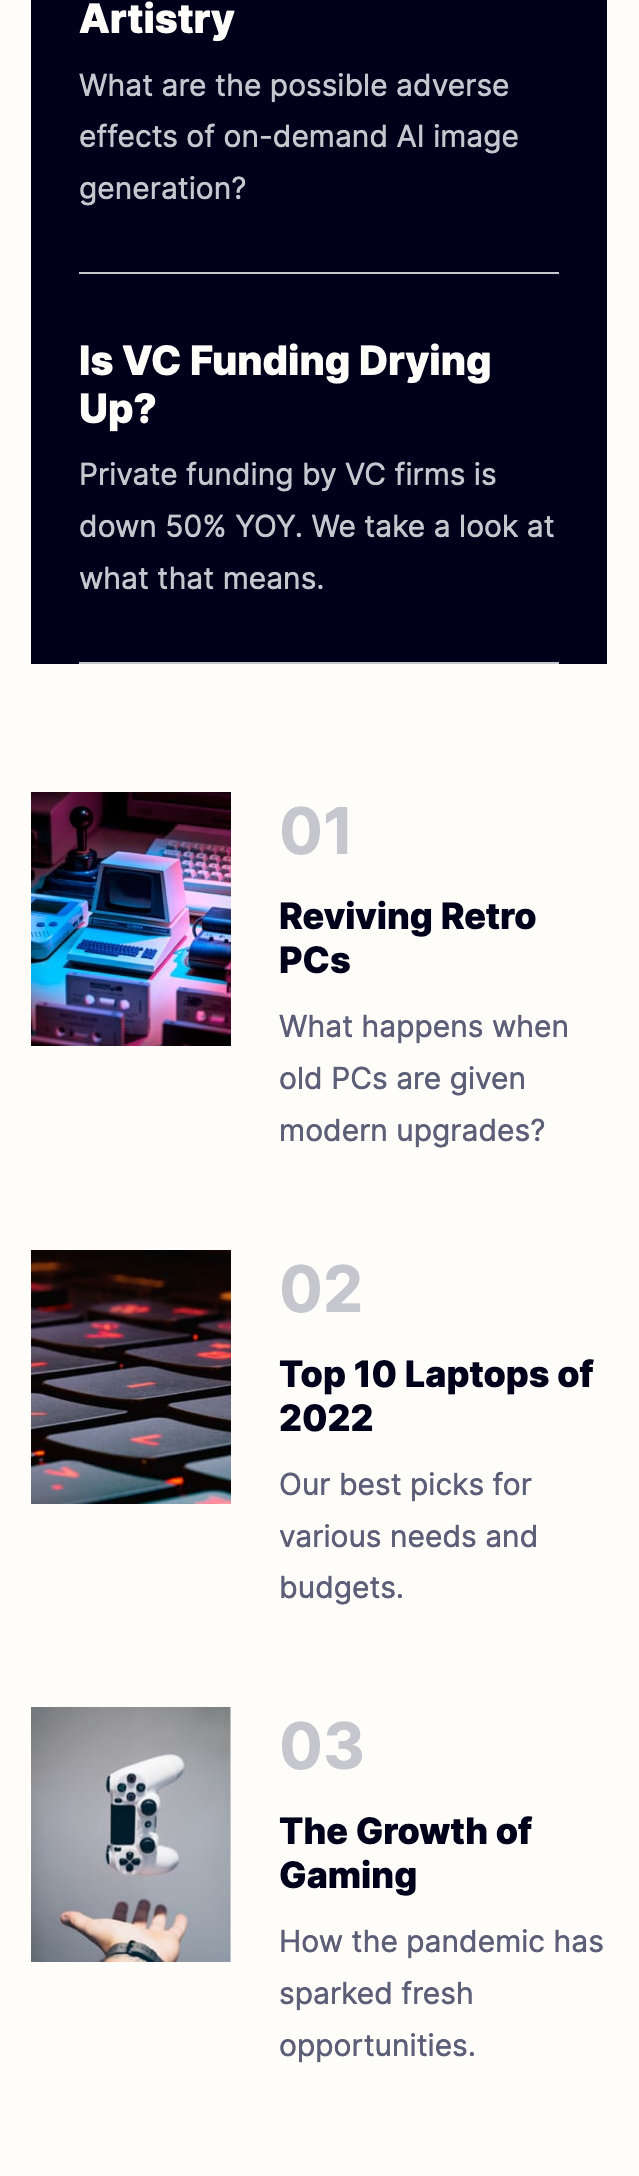 Artistry
What are the possible adverse
effects of on-demand AI image
generation?
Is VC Funding Drying
Up?
Private funding by VC firms is
down 50% YOY. We take a look at
what that means.
01
Reviving Retro
PCs
What happens when
old PCs are given
modern upgrades?
02
Top 10 Laptops of
2022
Our best picks for
various needs and
budgets.
03
The Growth of
Gaming
How the pandemic has
sparked fresh
opportunities.